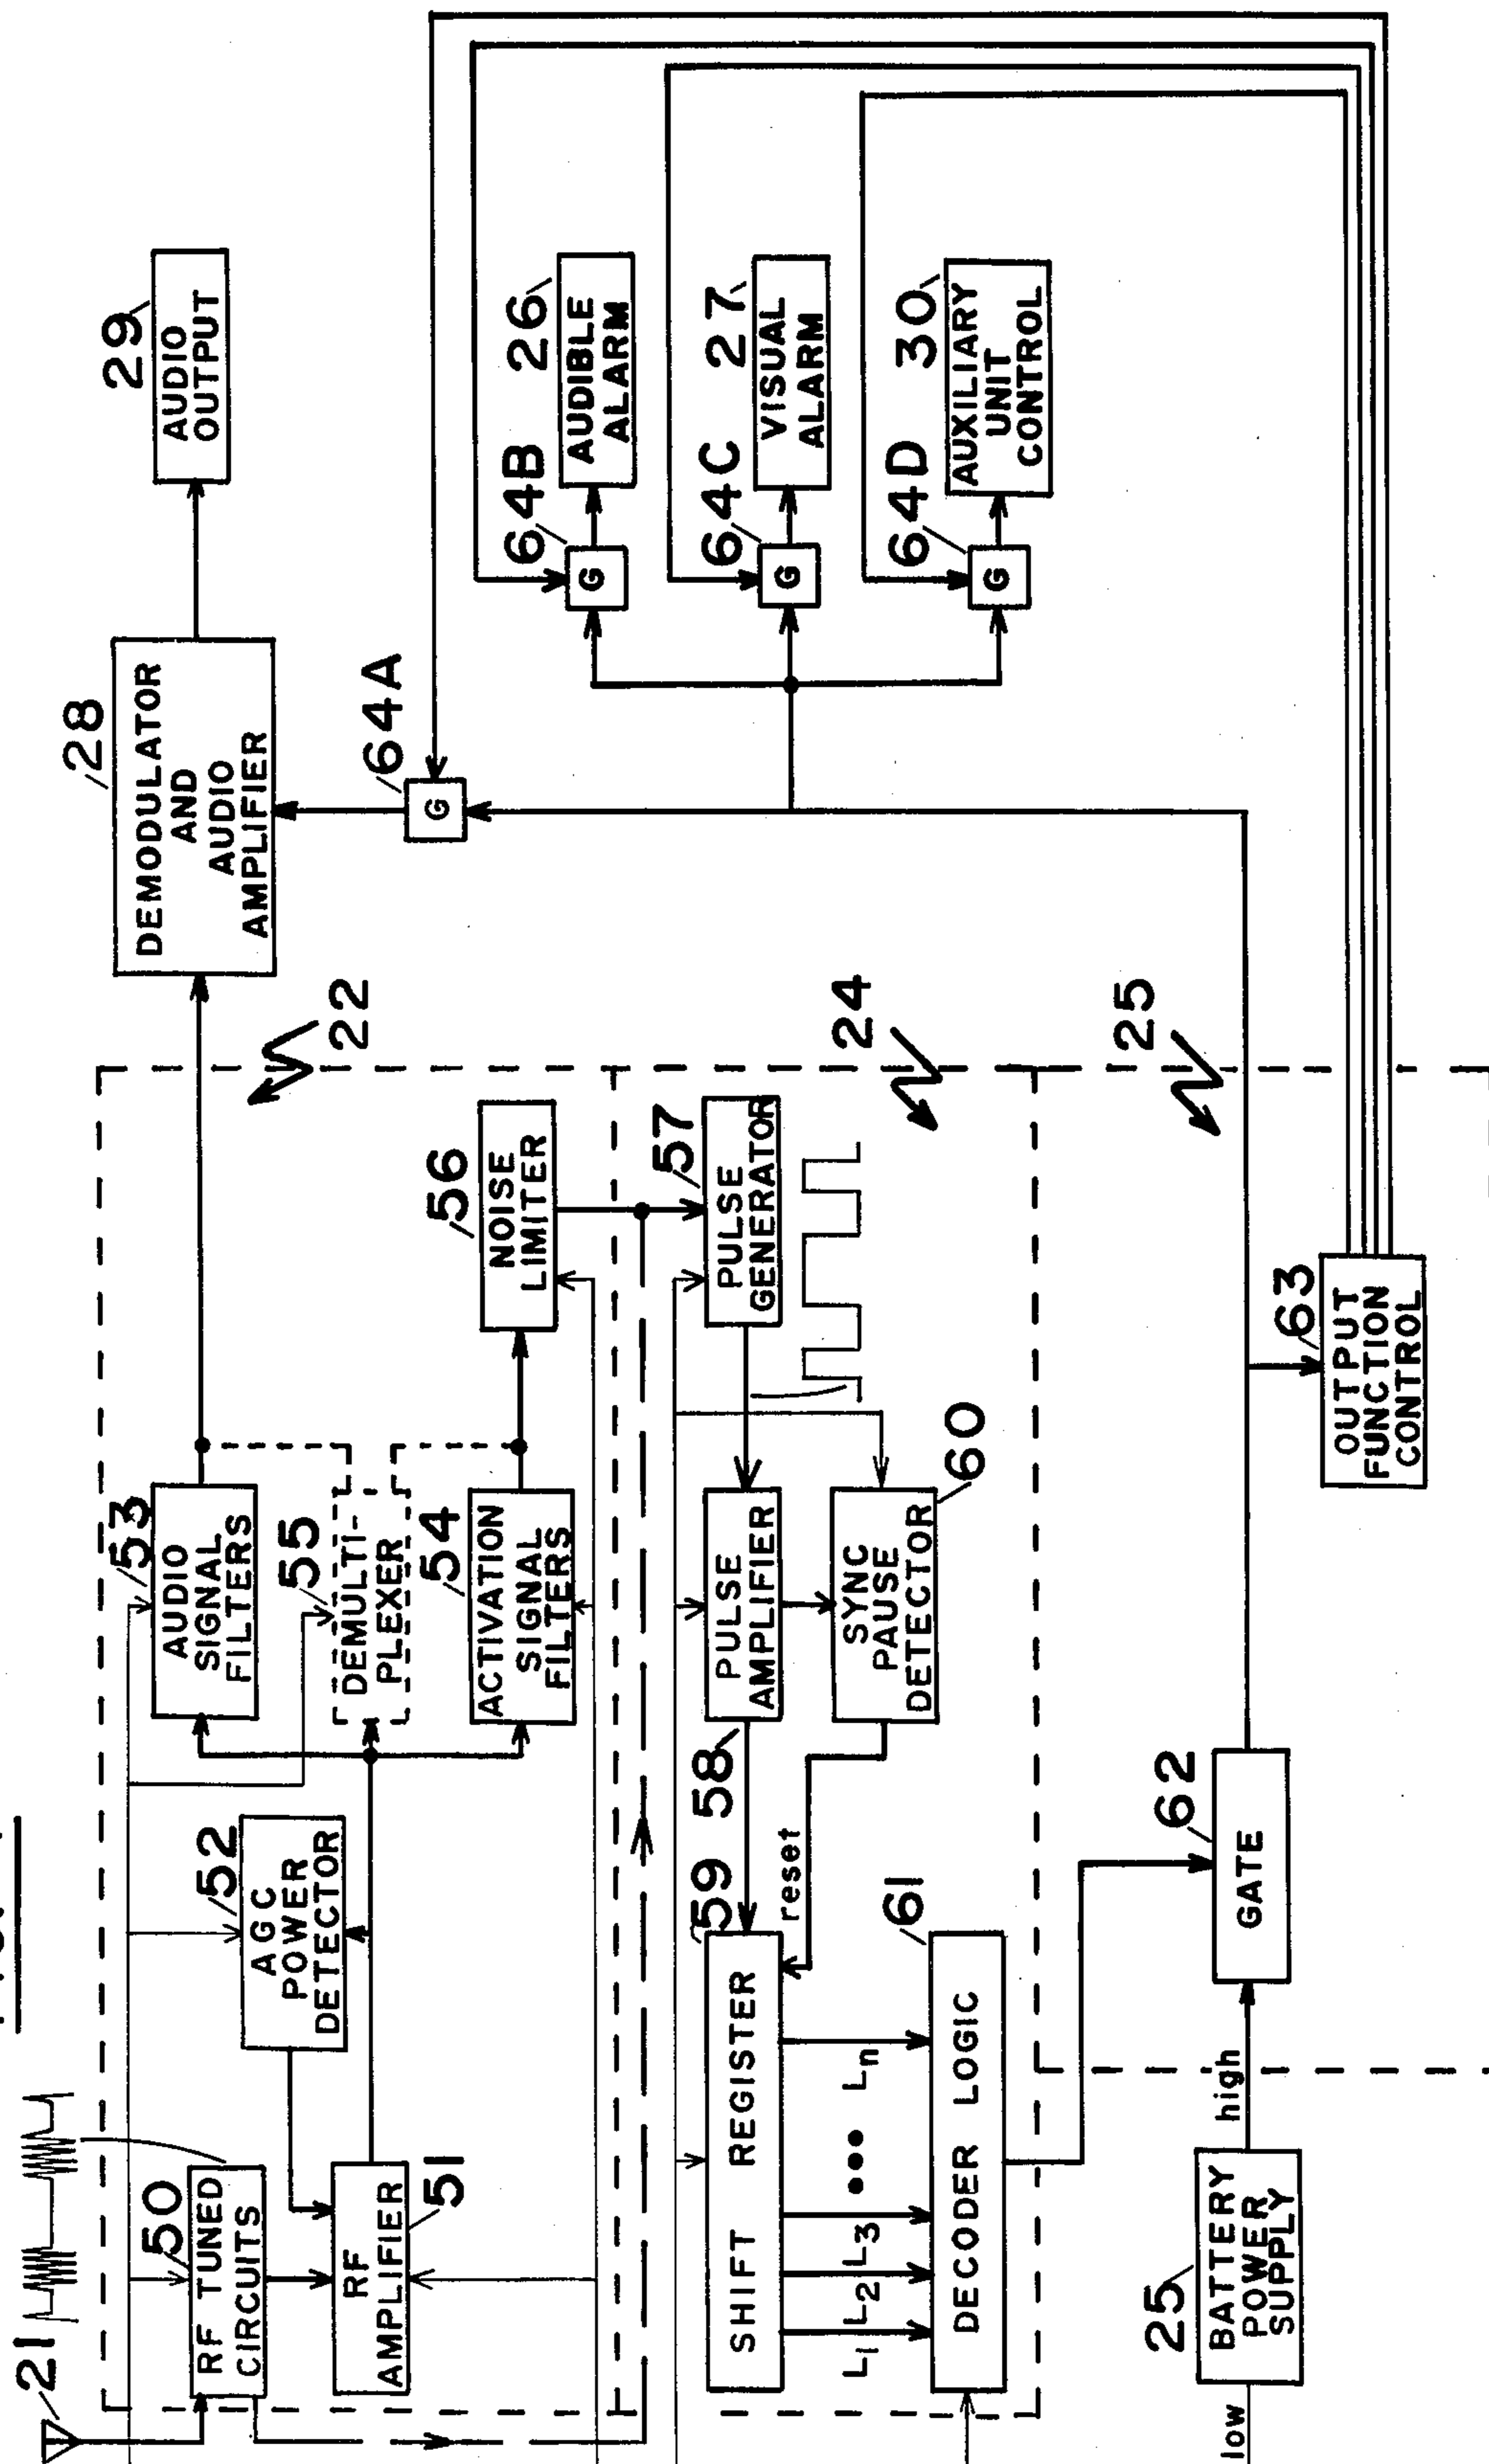 21
50
RF TUNED
CIRCUITS
51
RF
AMPLIFIER
52
AGC
POWER
DETECTOR
53
AUDIO
SIGNAL
FILTERS
55
DEMULTI-
PLEXER
54
ACTIVATION
SIGNAL
FILTERS
56
NOISE
LIMITER
22
28
DEMODULATOR
AND
AUDIO
AMPLIFIER
29
AUDIO
OUTPUT
64A
G
64B
G
26
AUDIBLE
ALARM
64C
G
27
VISUAL
ALARM
64D
G
30
AUXILIARY
UNIT
CONTROL
57
PULSE
GENERATOR
58
PULSE
AMPLIFIER
60
SYNC
PAUSE
DETECTOR
24
59
SHIFT REGISTER
reset
L1 L2 L3 ••• Ln
61
DECODER LOGIC
25
BATTERY
POWER
SUPPLY
low
high
62
GATE
25
63
OUTPUT
FUNCTION
CONTROL